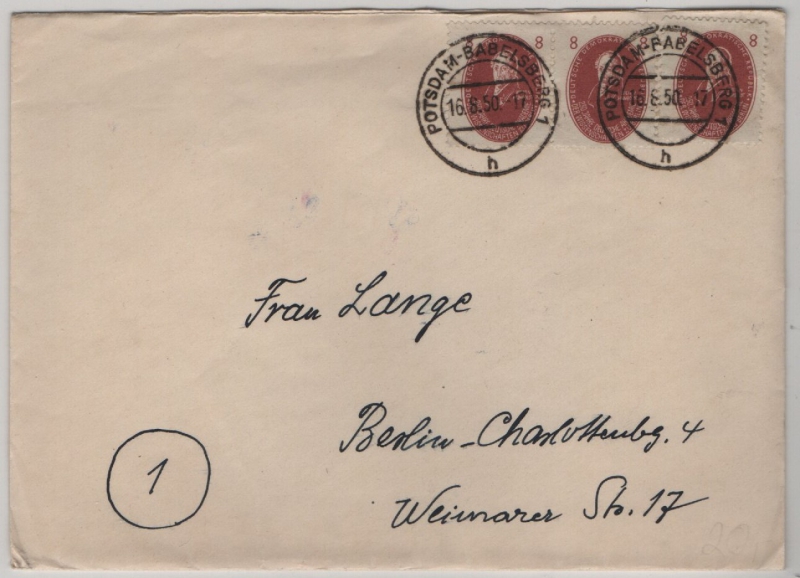 8 8 8 8
POTSDAM-BABELSBERG 1
16.8.50.-17
h
POTSDAM-BABELSBERG 1
16.8.50.-17
h
Frau Lange
Berlin-Charlottenbg. 4
Weimarer Str. 17
1